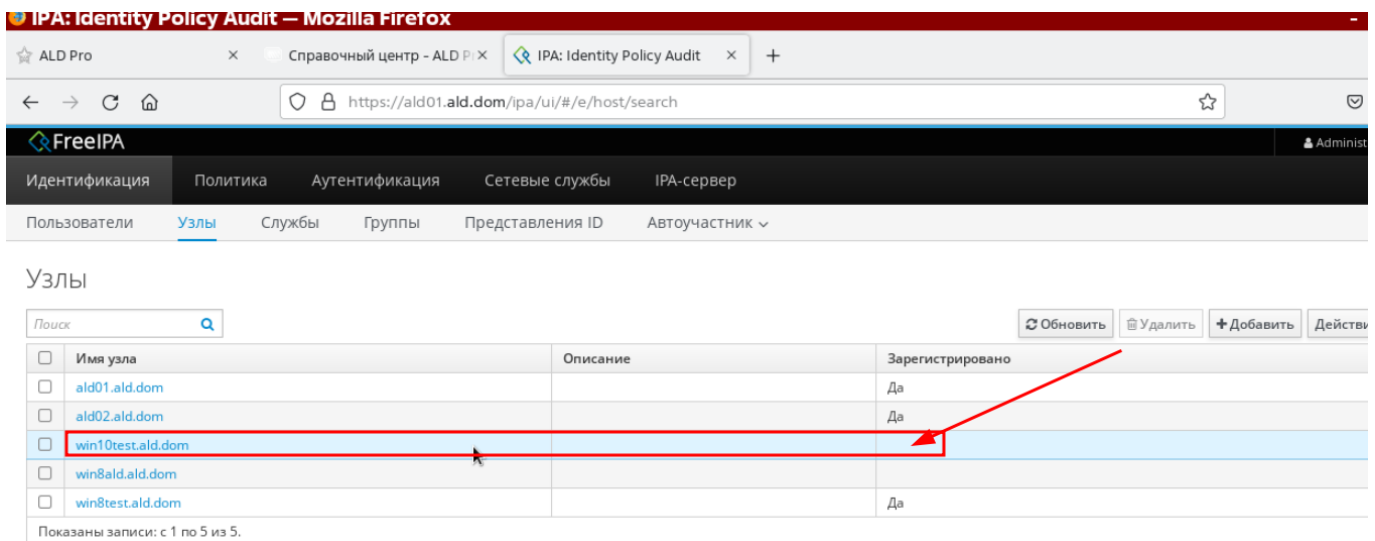 IPA: Identity Policy Audit — Mozilla Firefox
ALD Pro
Справочный центр - ALD Pr
IPA: Identity Policy Audit
https://ald01.ald.dom/ipa/ui/#/e/host/search
FreeIPA
Administ
Идентификация Политика Аутентификация Сетевые службы IPA-сервер
Пользователи Узлы Службы Группы Представления ID Автоучастник
Узлы
Поиск Обновить Удалить +Добавить Действи
Имя узла Описание Зарегистрировано
ald01.ald.dom Да
ald02.ald.dom Да
win10test.ald.dom
win8ald.ald.dom
win8test.ald.dom Да
Показаны записи: с 1 по 5 из 5.